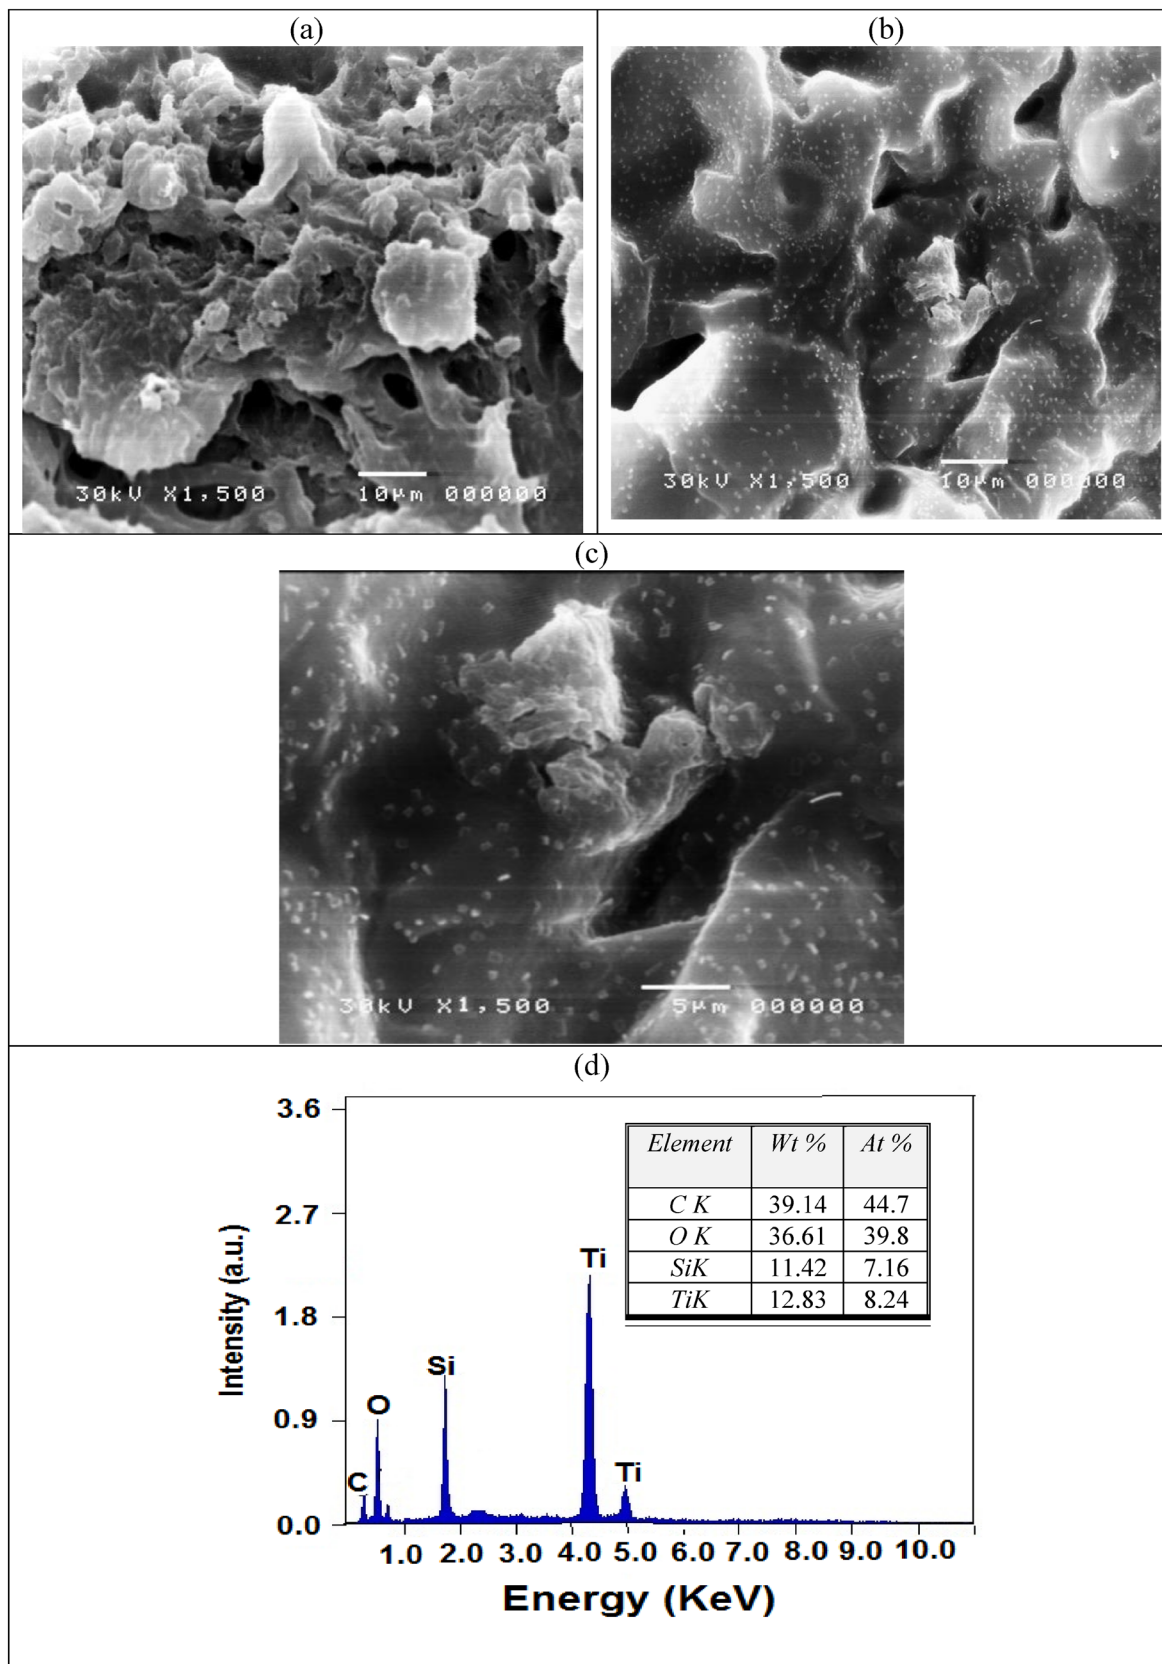 (a)
(b)
30kV X1,500 10μm 000000
30kV X1,500 10μm 000000
(c)
30kV X1,500 5μm 000000
(d)
3.6
2.7
1.8
0.9
0.0
Intensity (a.u.)
C
O
Si
Ti
Ti
Element Wt % At %
C K 39.14 44.7
O K 36.61 39.8
SiK 11.42 7.16
TiK 12.83 8.24
1.0 2.0 3.0 4.0 5.0 6.0 7.0 8.0 9.0 10.0
Energy (KeV)